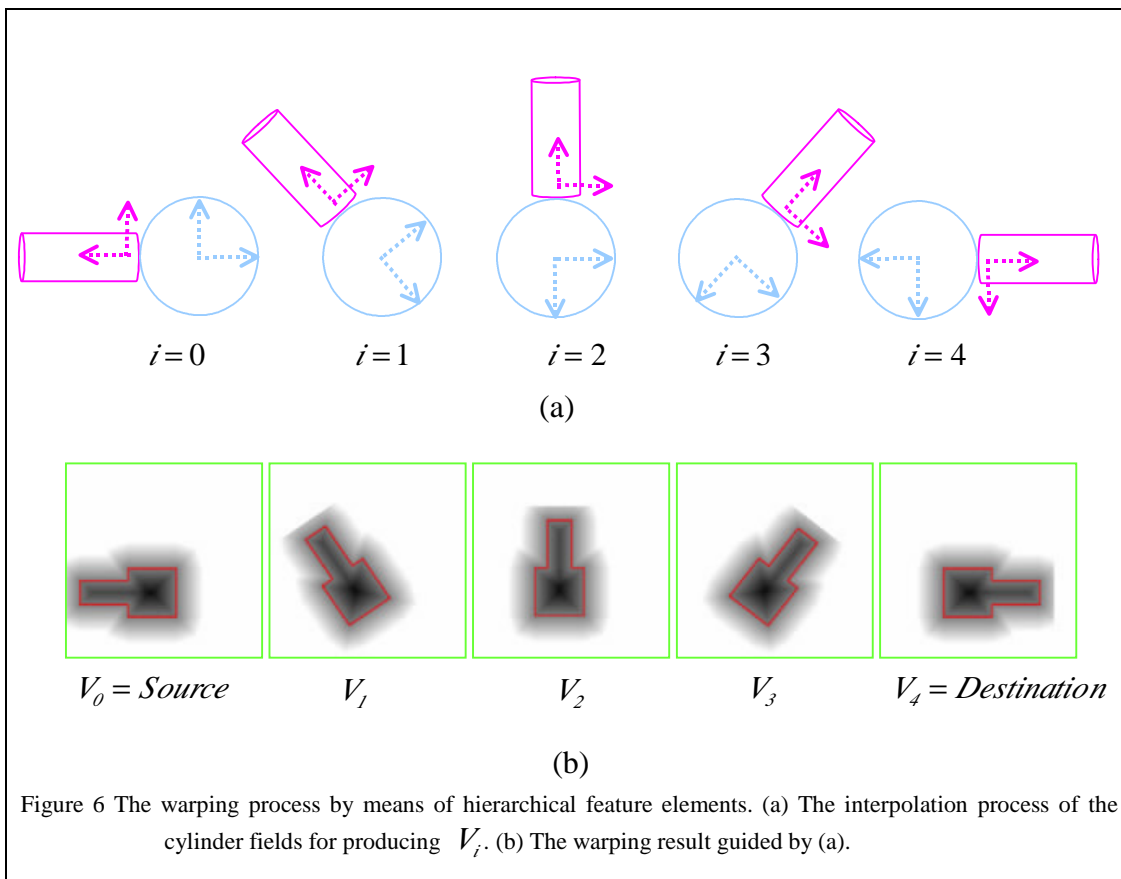 i = 0 i = 1 i = 2 i = 3 i = 4
(a)
V₀ = Source V₁ V₂ V₃ V₄ = Destination
(b)
Figure 6 The warping process by means of hierarchical feature elements. (a) The interpolation process of the
cylinder fields for producing Vᵢ. (b) The warping result guided by (a).